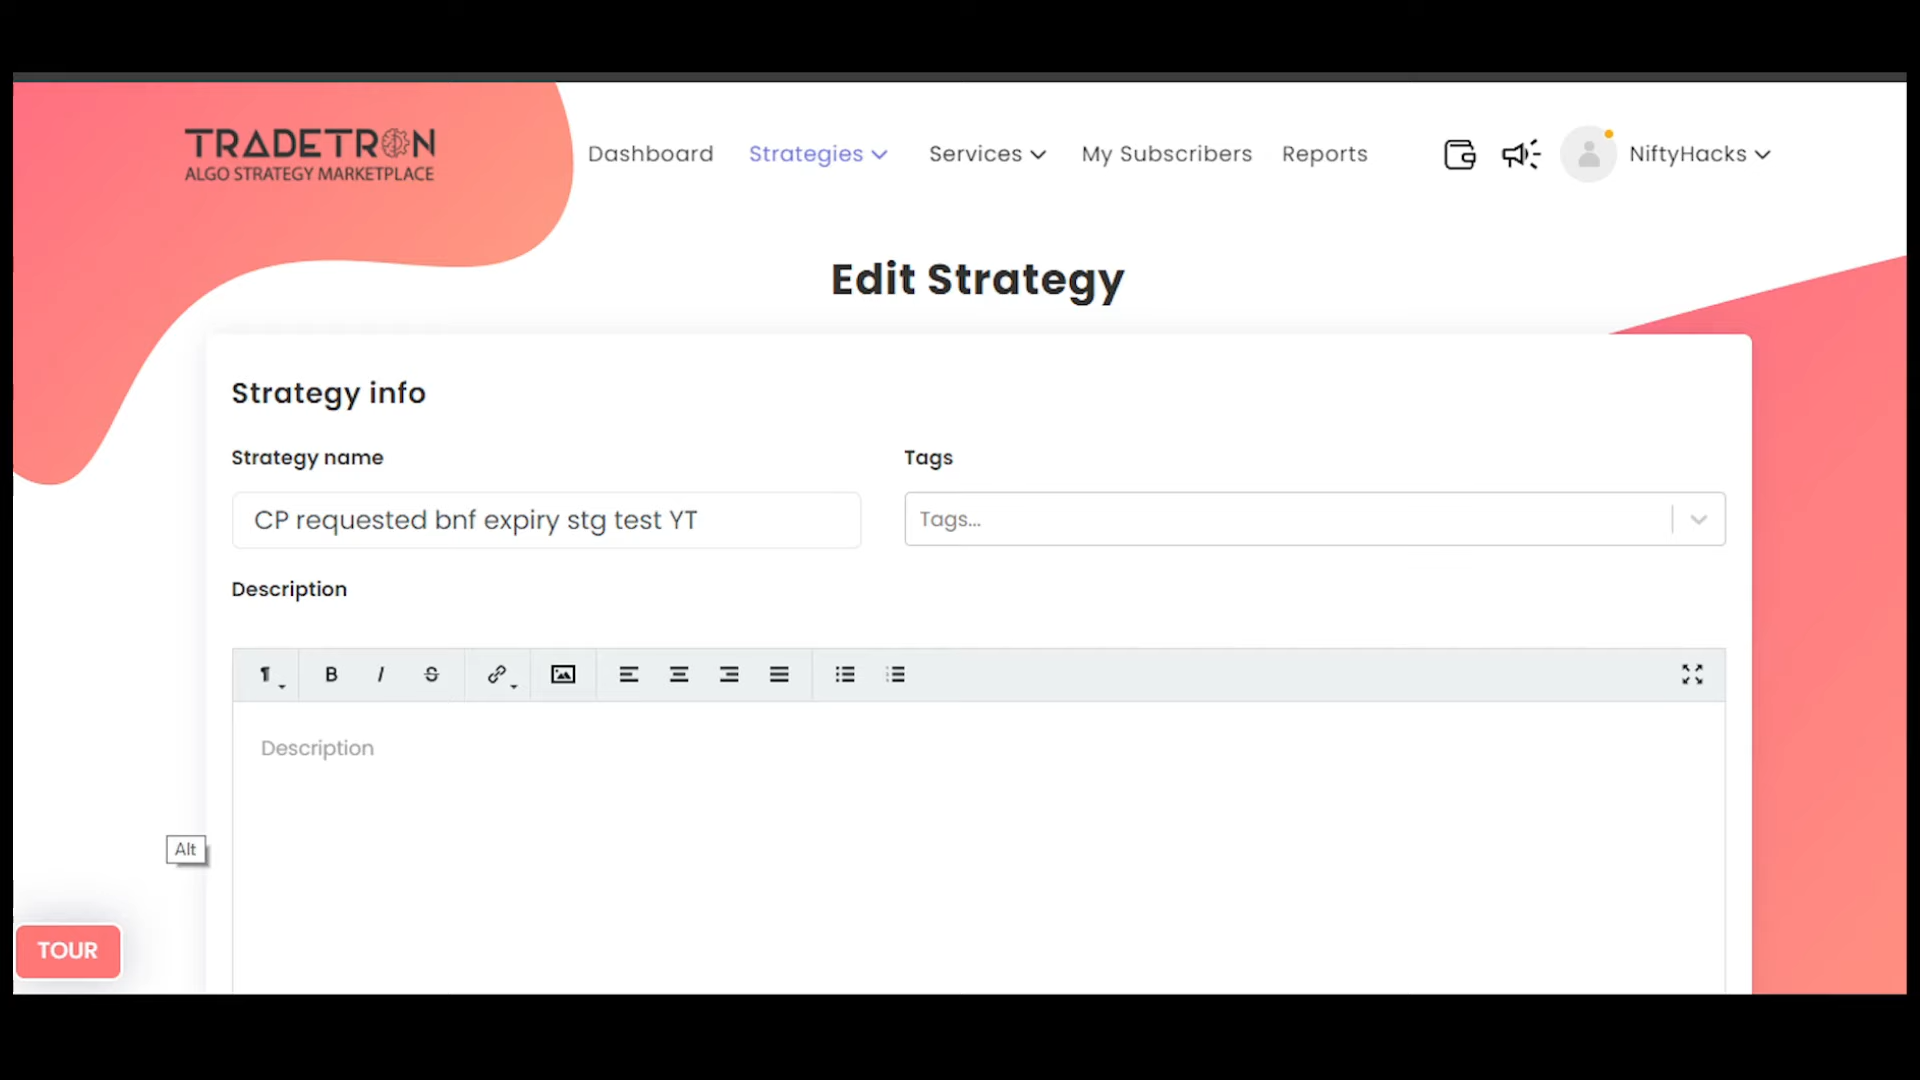 TRADETRON
ALGO STRATEGY MARKETPLACE
Dashboard Strategies Services My Subscribers Reports NiftyHacks
Edit Strategy
Strategy info
Strategy name Tags
CP requested bnf expiry stg test YT Tags...
Description
B I S
Description
Alt
TOUR